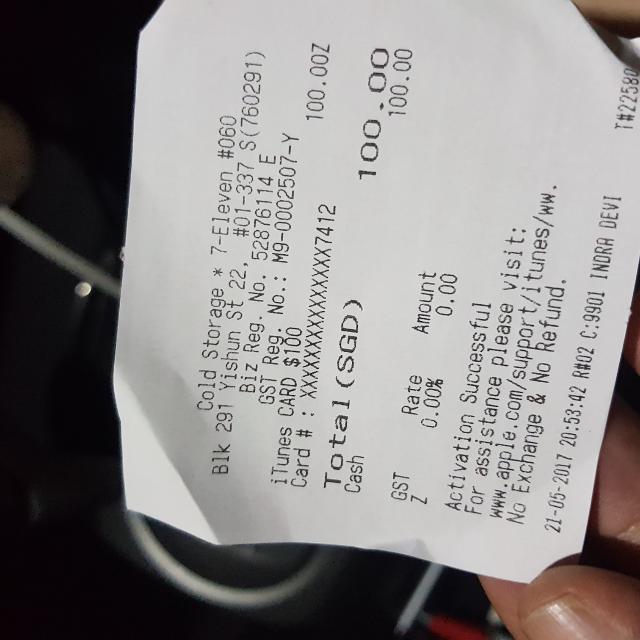 Cold Storage * 7-Eleven #060
Blk 291 Yishun St 22, #01-337 S(760291)
Biz Reg. No. 52876114 E
GST Reg. No.: M9-0002507-Y
iTunes CARD $100 100.00Z
Card # : XXXXXXXXXXXXXXX7412
Total(SGD) 100.00
Cash 100.00
GST Rate Amount
Z 0.00% 0.00
Activation Successful
For assistance please visit:
www.apple.com/support/itunes/ww.
No Exchange & No Refund.
21-05-2017 20:53:42 R#02 C:9901 INDRA DEVI T#22580